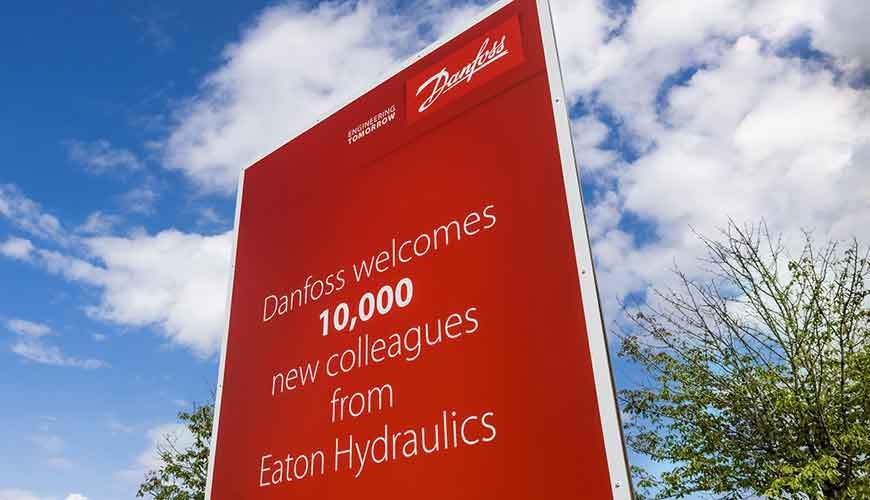 Danfoss
ENGINEERING
TOMORROW
Danfoss welcomes
10,000
new colleagues
from
Eaton Hydraulics